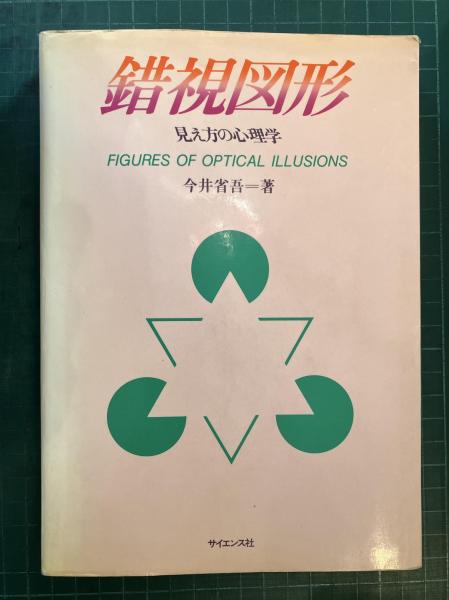 錯視図形
見え方の心理学
FIGURES OF OPTICAL ILLUSIONS
今井省吾=著
サイエンス社